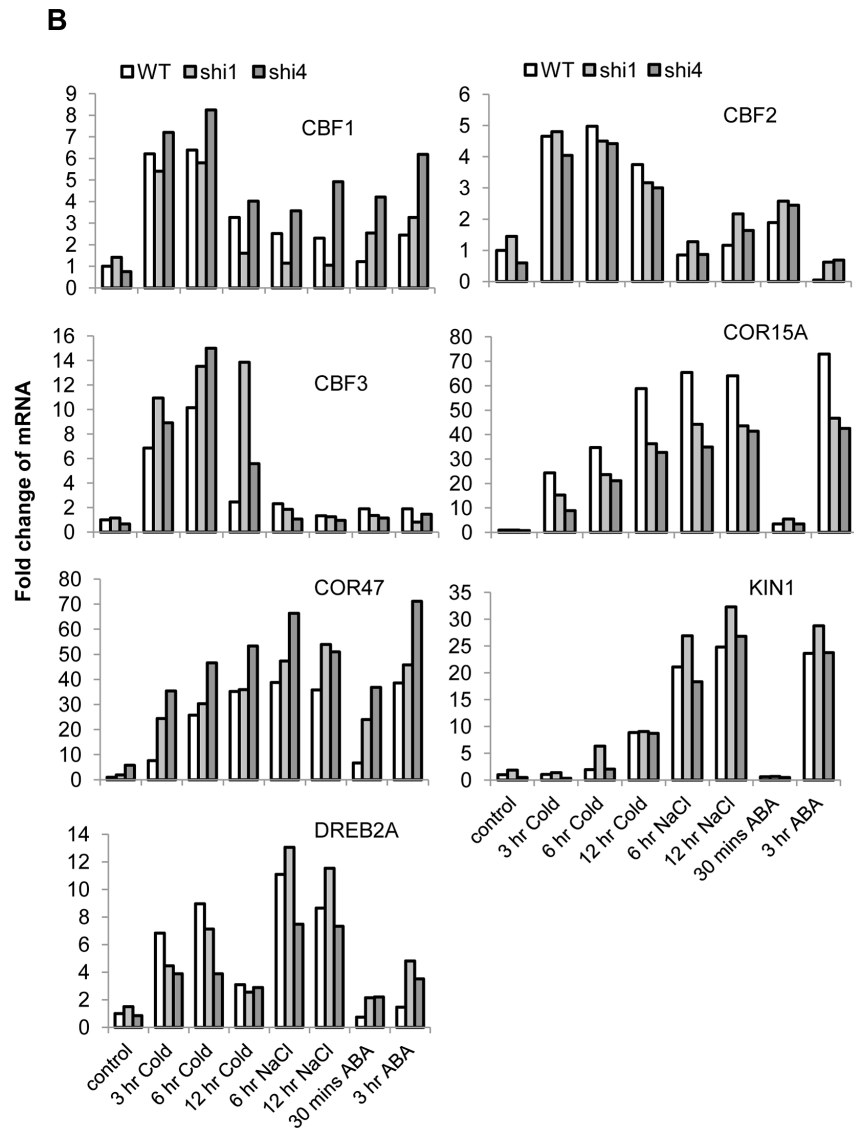 B
WT shi1 shi4
WT shi1 shi4
9
8
7
6
5
4
3
2
1
0
CBF1
6
5
4
3
2
1
0
CBF2
Fold change of mRNA
16
14
12
10
8
6
4
2
0
CBF3
80
70
60
50
40
30
20
10
0
COR15A
80
70
60
50
40
30
20
10
0
COR47
35
30
25
20
15
10
5
0
KIN1
control
3 hr Cold
6 hr Cold
12 hr Cold
6 hr NaCl
12 hr NaCl
30 mins ABA
3 hr ABA
14
12
10
8
6
4
2
0
DREB2A
control
3 hr Cold
6 hr Cold
12 hr Cold
6 hr NaCl
12 hr NaCl
30 mins ABA
3 hr ABA